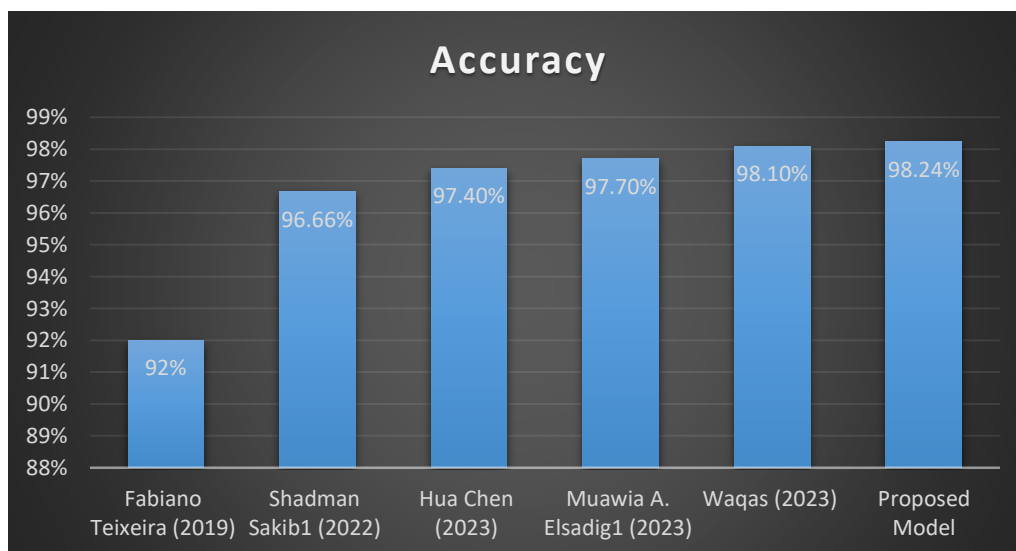 Accuracy
99%
98%
97%
96%
95%
94%
93%
92%
91%
90%
89%
88%
92%
96.66%
97.40%
97.70%
98.10%
98.24%
Fabiano
Teixeira (2019)
Shadman
Sakib1 (2022)
Hua Chen
(2023)
Muawia A.
Elsadig1 (2023)
Waqas (2023)
Proposed
Model